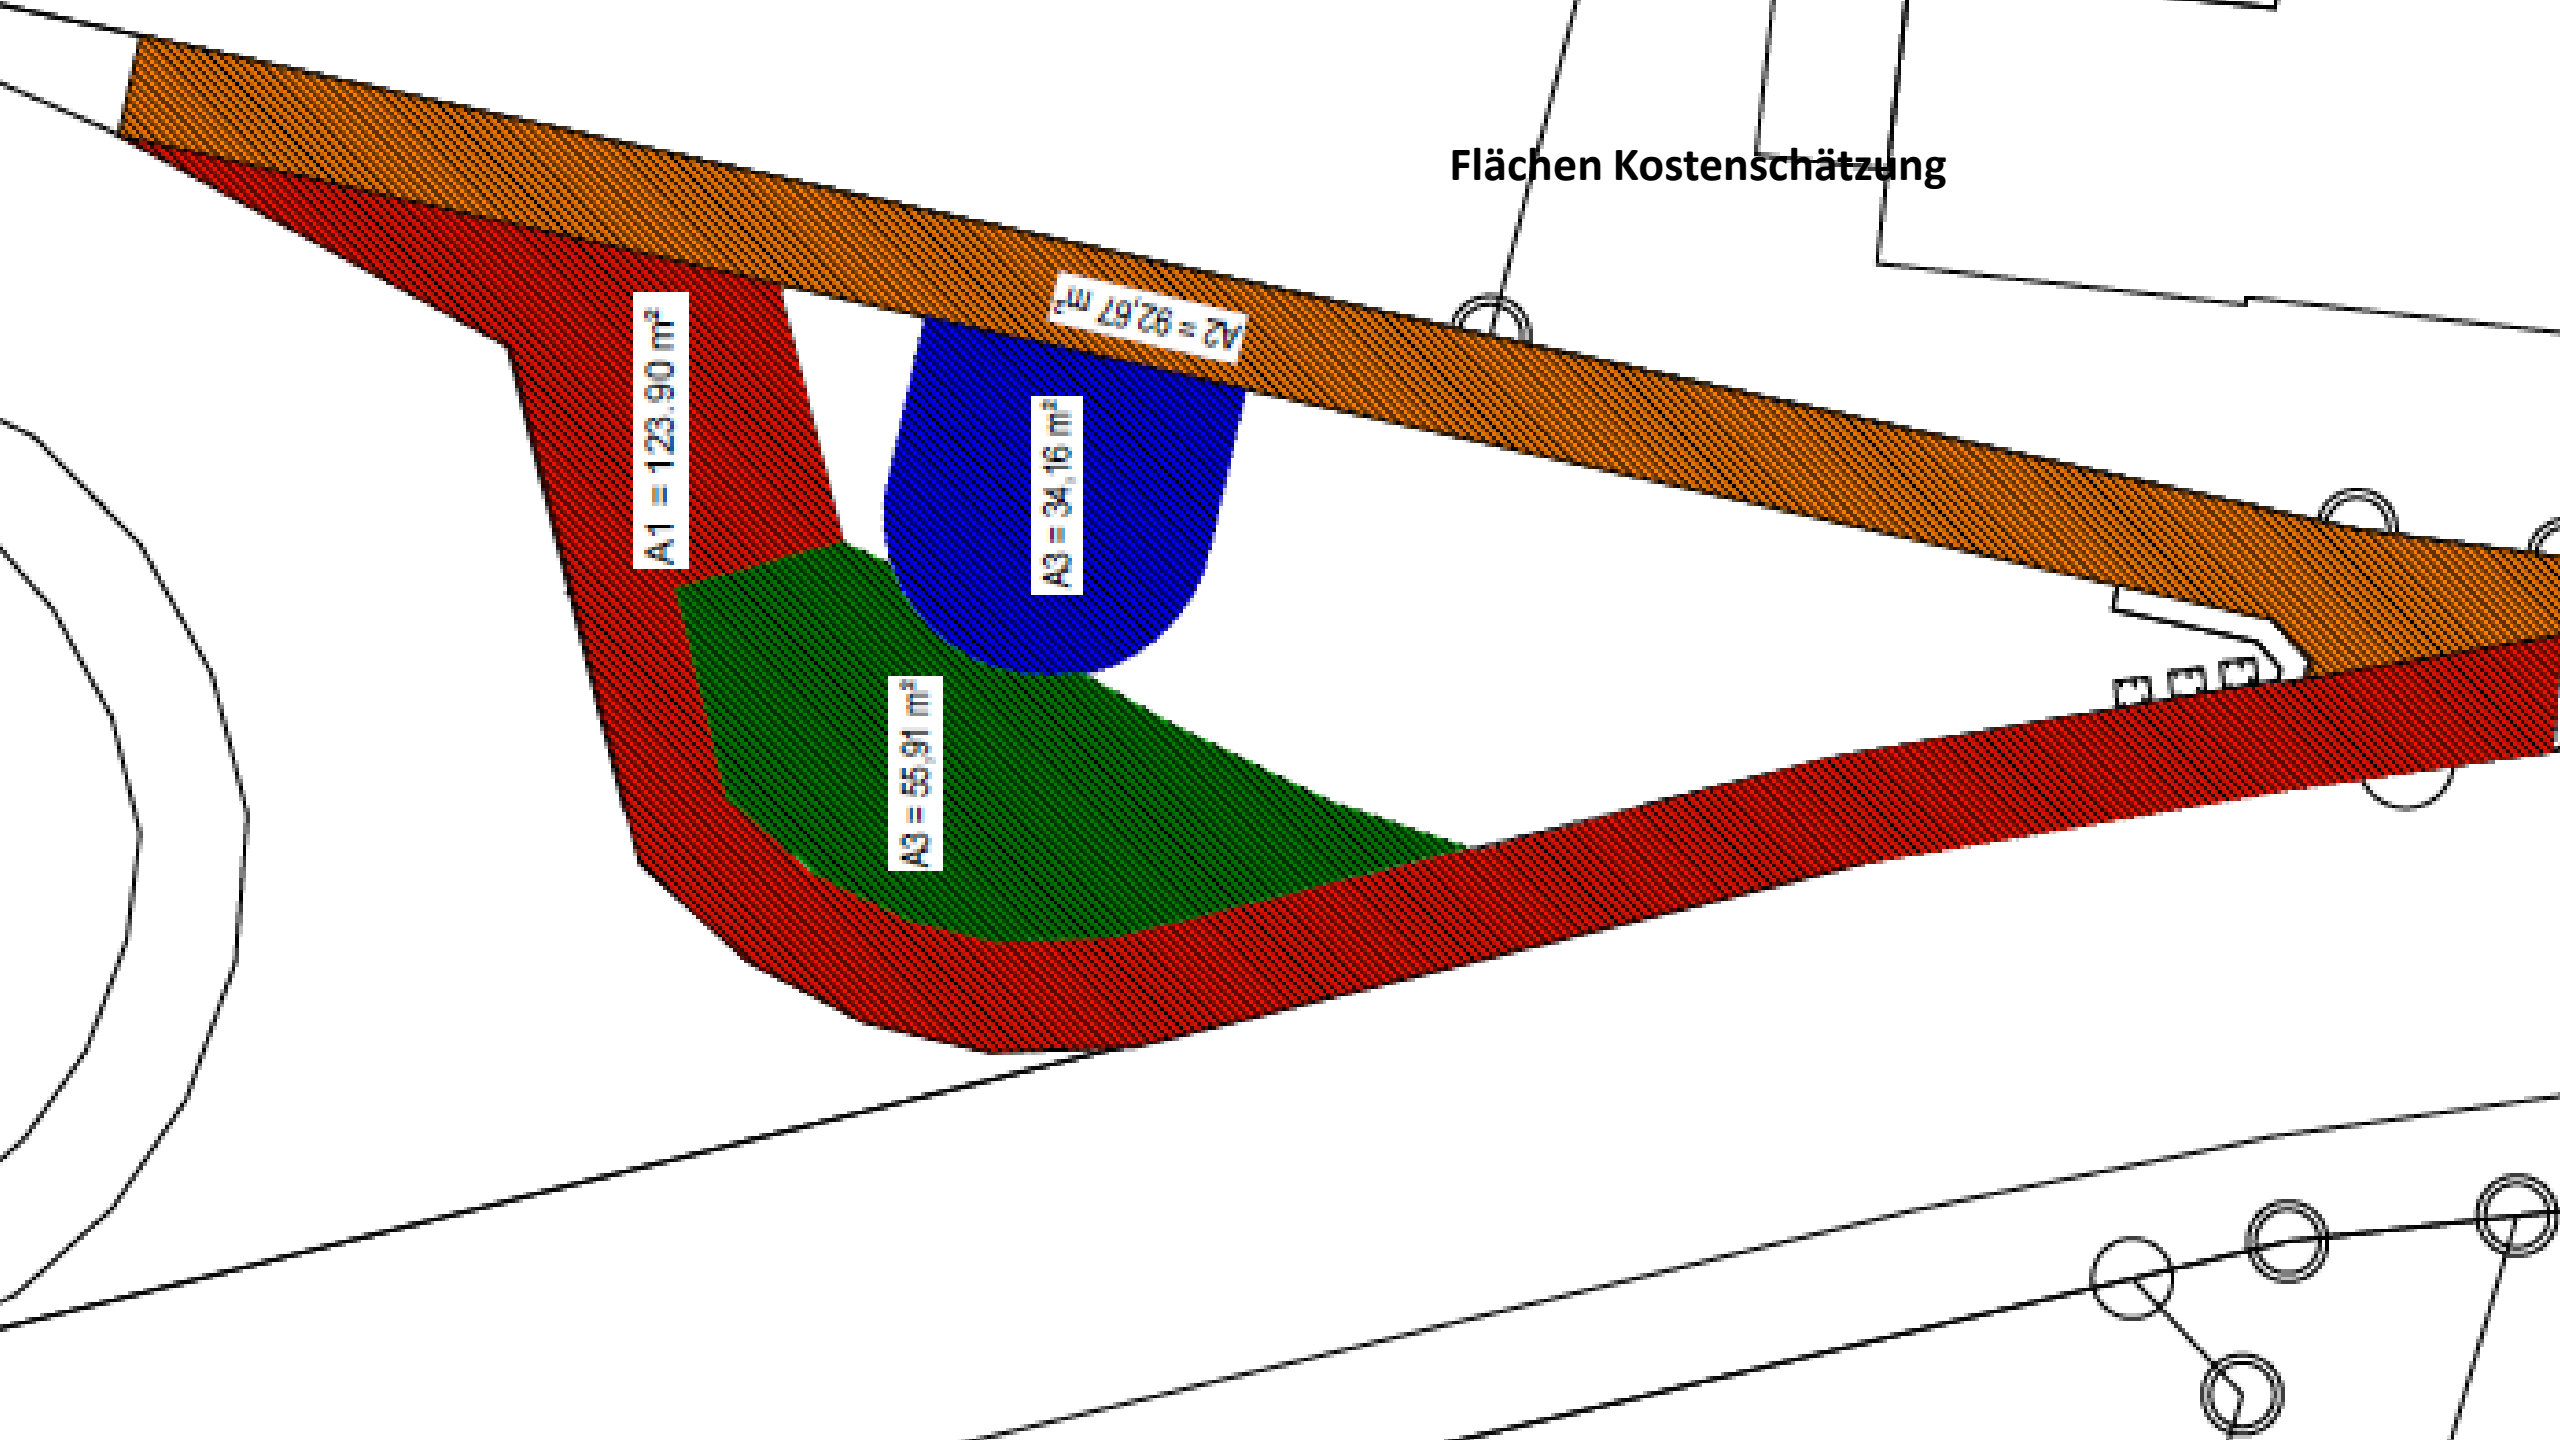 Flächen Kostenschätzung
A2 = 92,67 m²
A1 = 123.90 m²
A3 = 34,16 m²
A3 = 55,91 m²